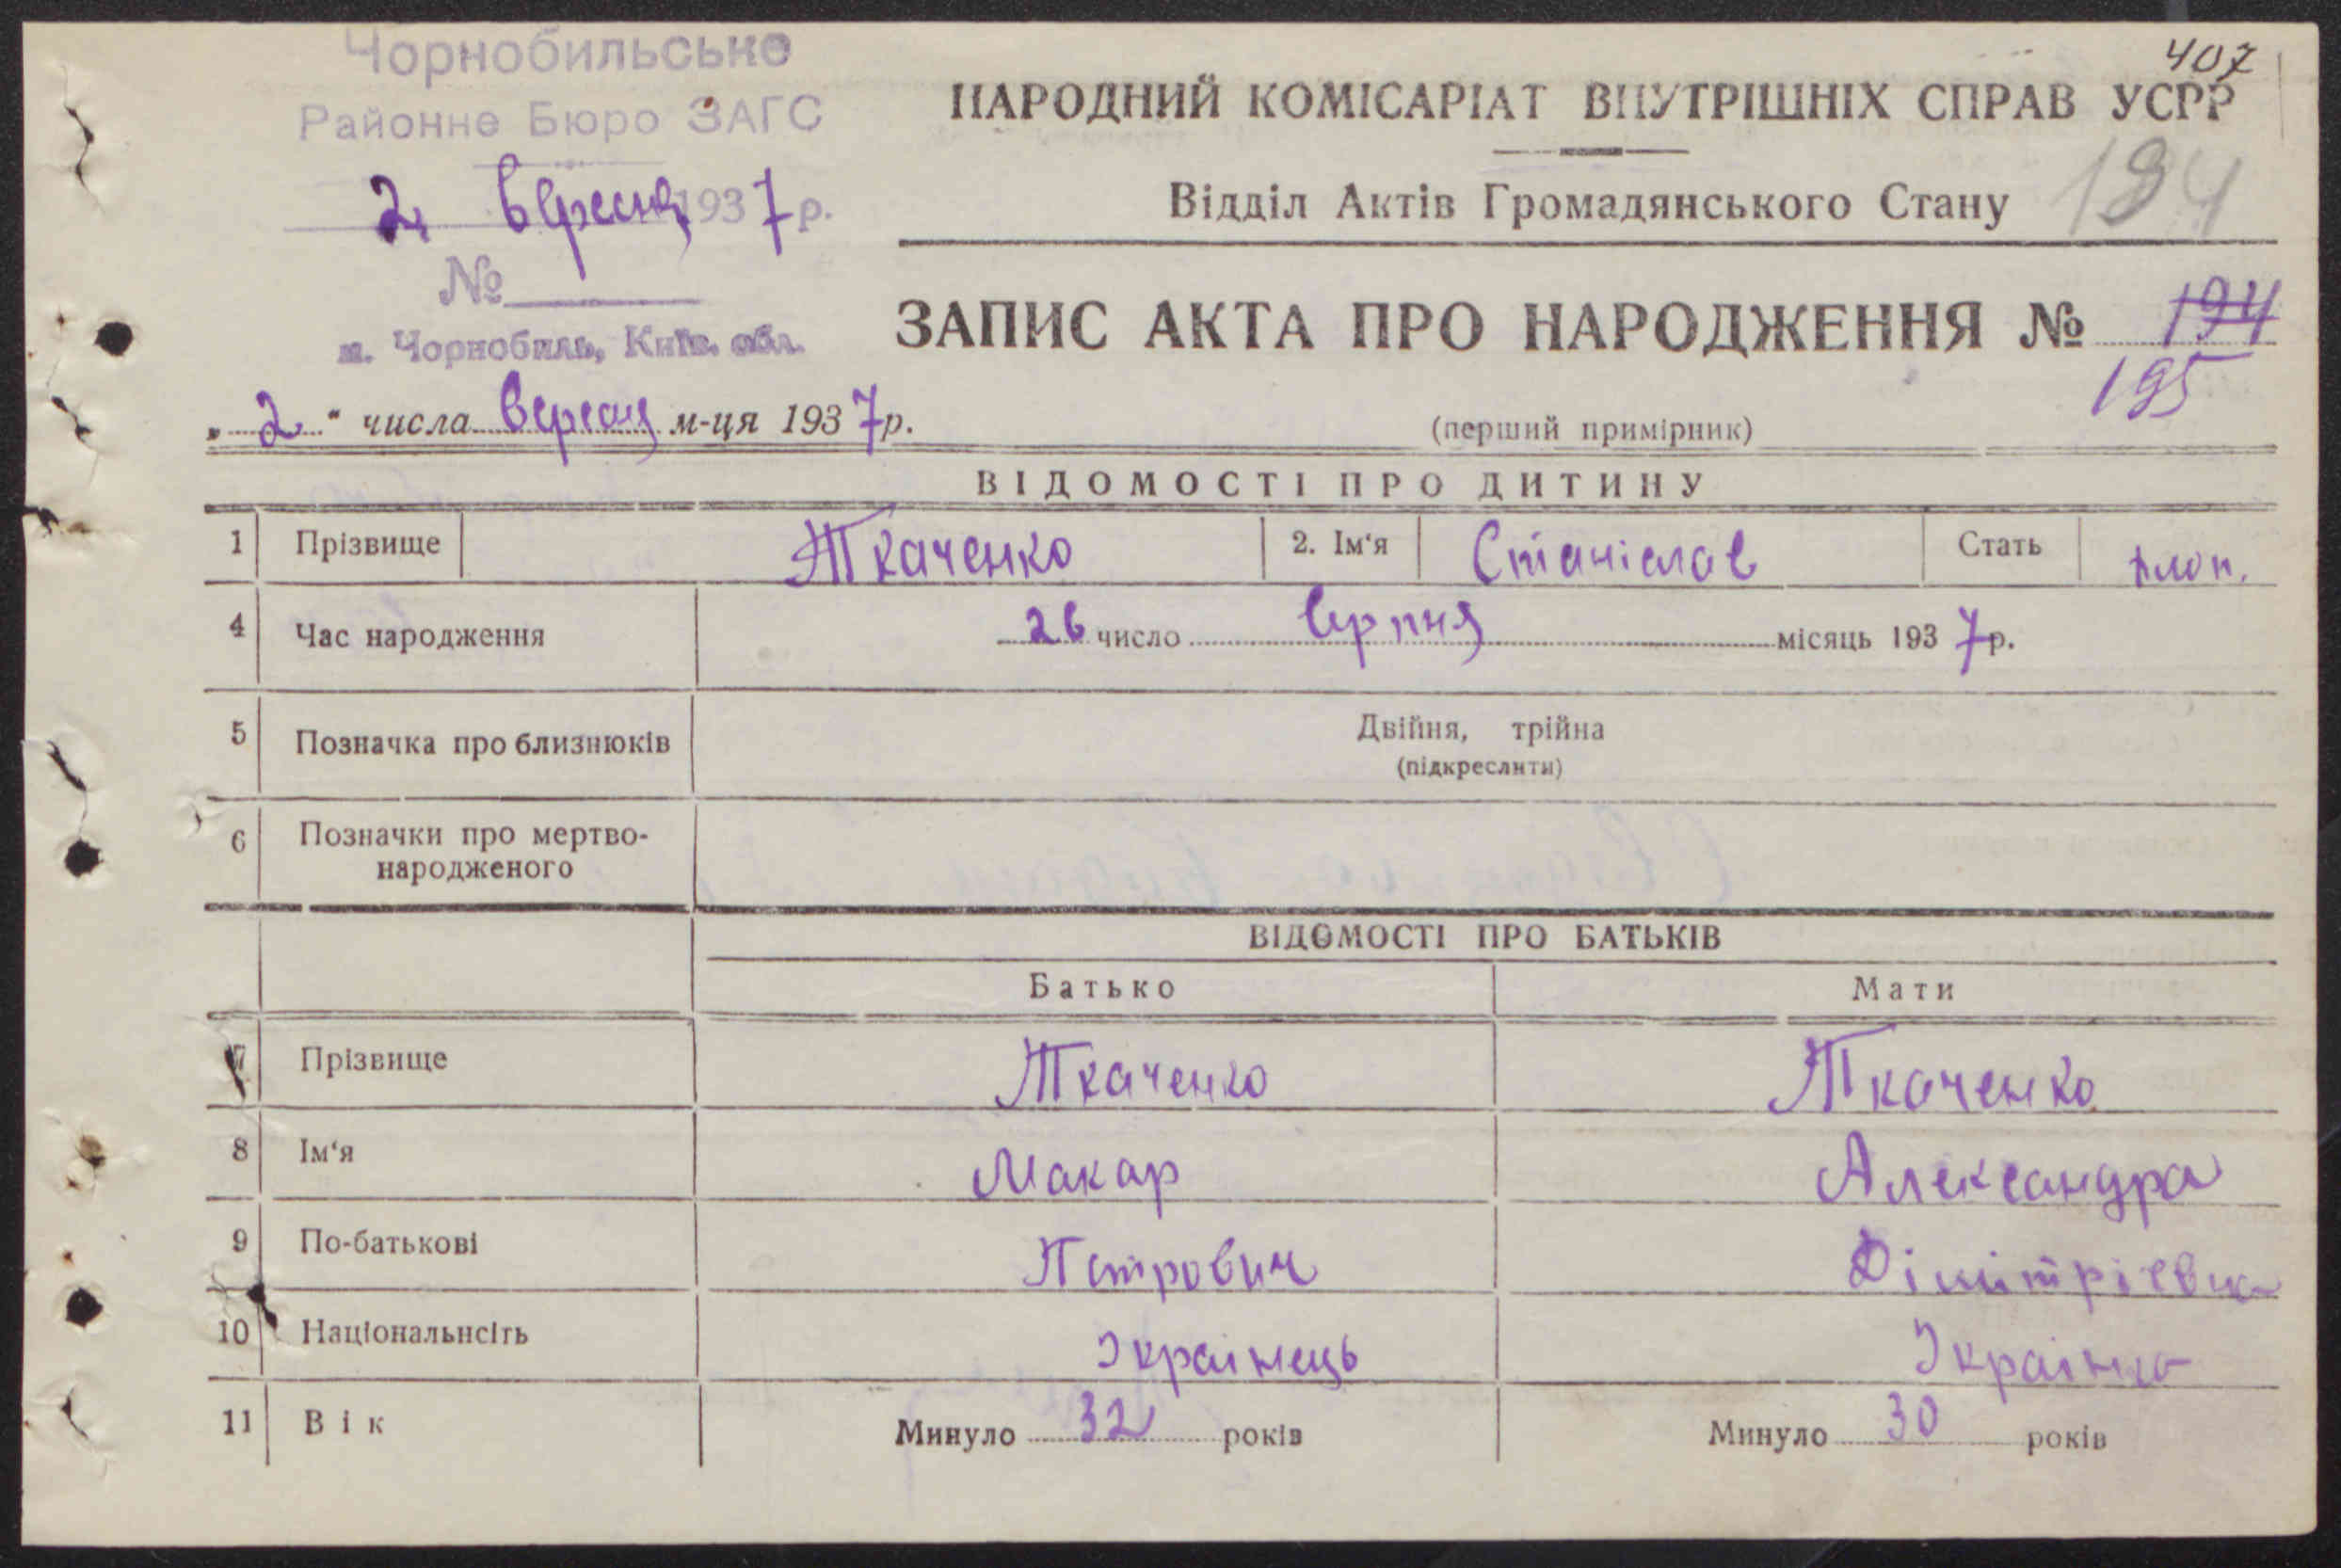 Чорнобильське
Районне Бюро ЗАГС
2 вересня 1937 р.
№
м. Чорнобиль, Київ. обл.
407
НАРОДНИЙ КОМІСАРІАТ ВНУТРІШНІХ СПРАВ УСРР
Відділ Актів Громадянського Стану
194
ЗАПИС АКТА ПРО НАРОДЖЕННЯ № 194
195
„2“ числа вересня м-ця 1937 р.
(перший примірник)
ВІДОМОСТІ ПРО ДИТИНУ
1 Прізвище Ткаченко 2. Ім‘я Станіслав Стать хлоп.
4 Час народження 26 число серпня місяць 1937 р.
5 Позначка про близнюків Двійня, трійна
(підкреслити)
6 Позначки про мертво-
народженого
ВІДОМОСТІ ПРО БАТЬКІВ
Батько Мати
7 Прізвище Ткаченко Ткаченко
8 Ім‘я Макар Александра
9 По-батькові Петрович Дімитріевна
10 Національнсіть Українець Українка
11 Вік Минуло 32 років Минуло 30 років